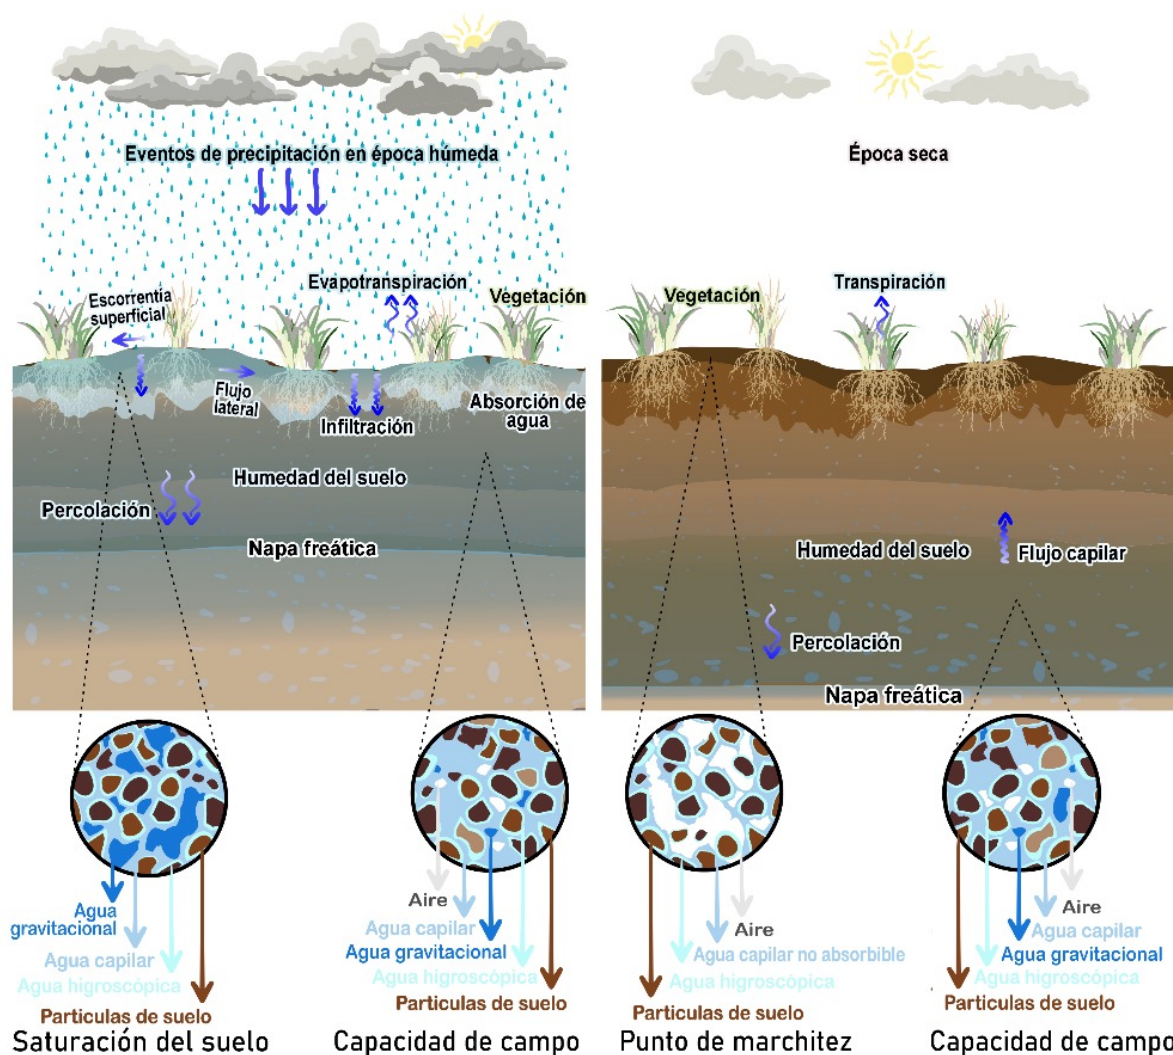 Eventos de precipitación en época húmeda
Escorrentía
superficial
Evapotranspiración
Vegetación
Flujo
lateral
Infiltración
Absorción de
agua
Humedad del suelo
Percolación
Napa freática
Agua
gravitacional
Agua capilar
Agua higroscópica
Particulas de suelo
Saturación del suelo
Aire
Agua capilar
Agua gravitacional
Agua higroscópica
Particulas de suelo
Capacidad de campo
Época seca
Vegetación
Transpiración
Humedad del suelo
Flujo capilar
Percolación
Napa freática
Aire
Agua capilar no absorbible
Agua higroscópica
Particulas de suelo
Punto de marchitez
Aire
Agua capilar
Agua gravitacional
Agua higroscópica
Particulas de suelo
Capacidad de campo